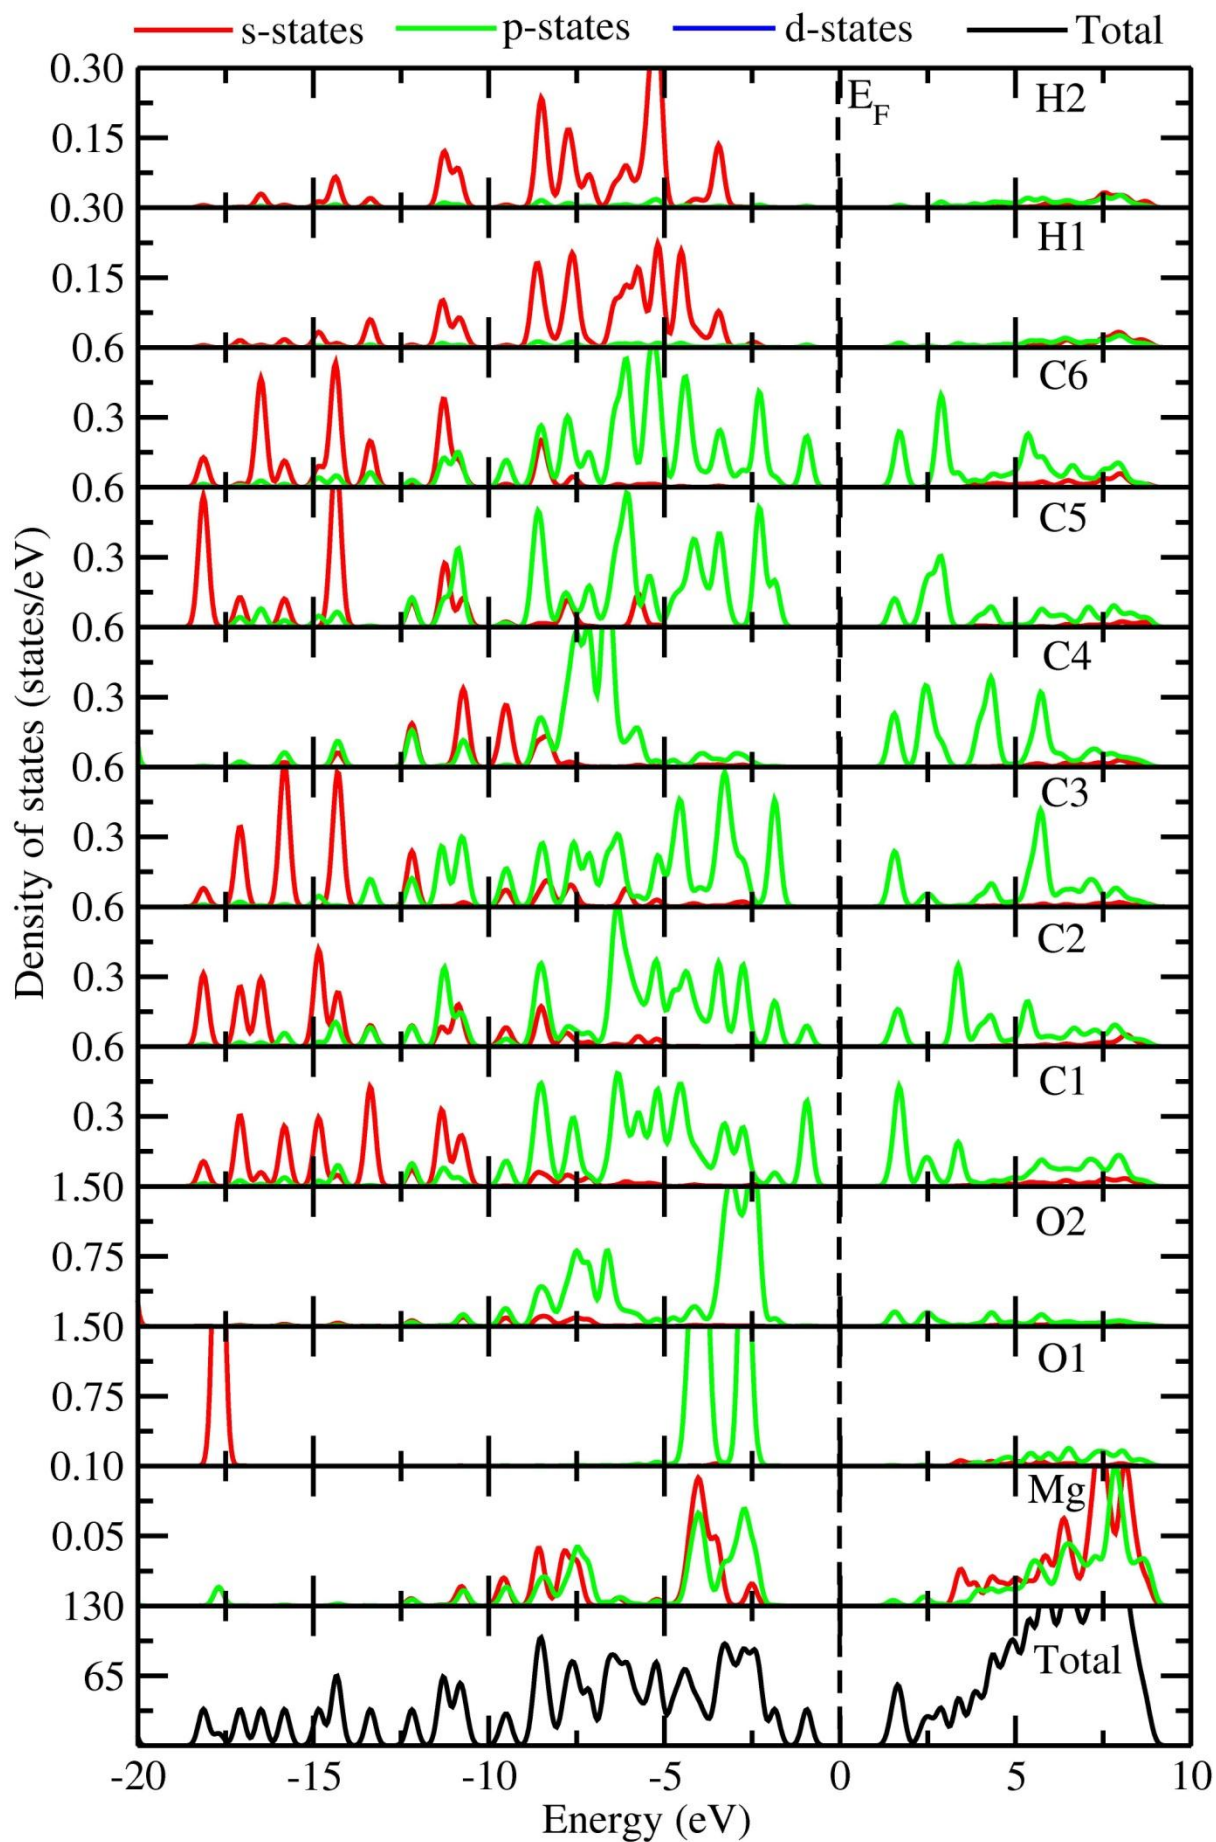 s-states p-states d-states Total
0.30
E_F H2
0.15
0.30
H1
0.15
0.6
C6
0.3
0.6
C5
0.3
0.6
C4
0.3
0.6
C3
0.3
0.6
C2
0.3
0.6
C1
0.3
1.50
O2
0.75
1.50
O1
0.75
0.10
Mg
0.05
130
Total
65
Density of states (states/eV)
-20 -15 -10 -5 0 5 10
Energy (eV)